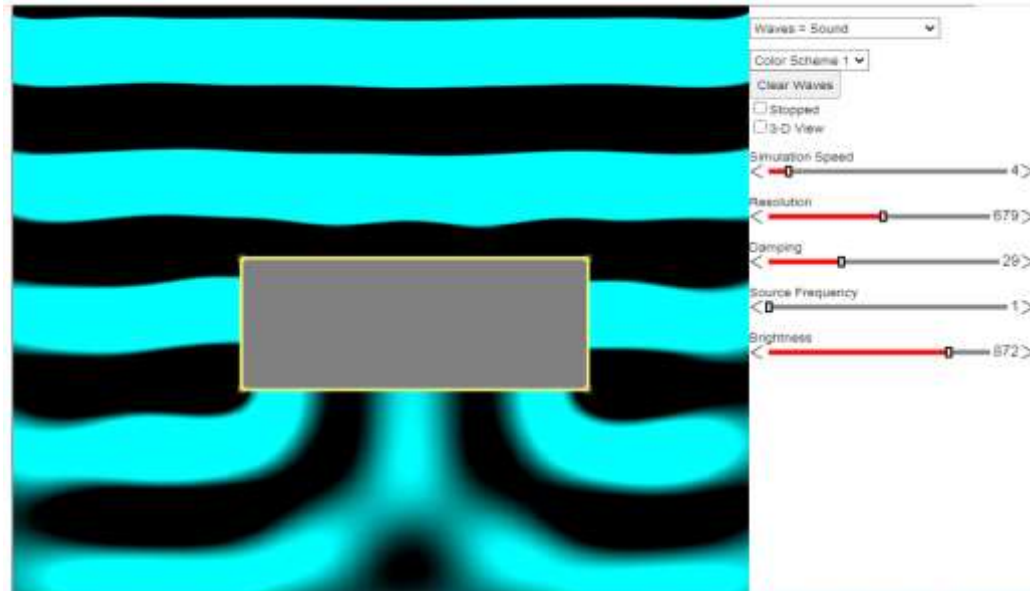 Waves = Sound
Color Scheme 1
Clear Waves
Stopped
3-D View
Simulation Speed
4
Resolution
679
Damping
29
Source Frequency
1
Brightness
872